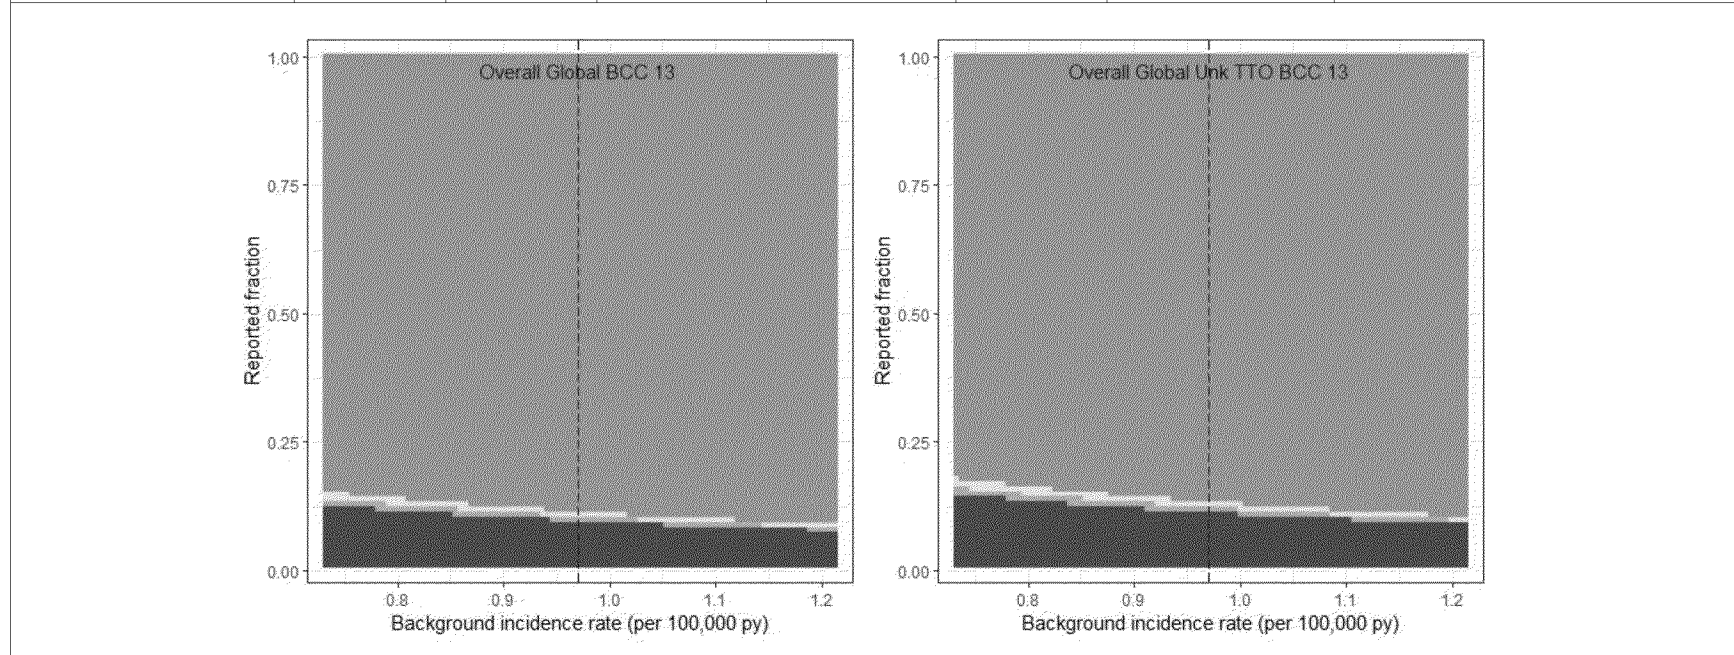 Overall Global BCC 13
1.00
0.75
0.50
0.25
0.00
Reported fraction
0.8 0.9 1.0 1.1 1.2
Background incidence rate (per 100,000 py)
Overall Global Unk TTO BCC 13
1.00
0.75
0.50
0.25
0.00
Reported fraction
0.8 0.9 1.0 1.1 1.2
Background incidence rate (per 100,000 py)